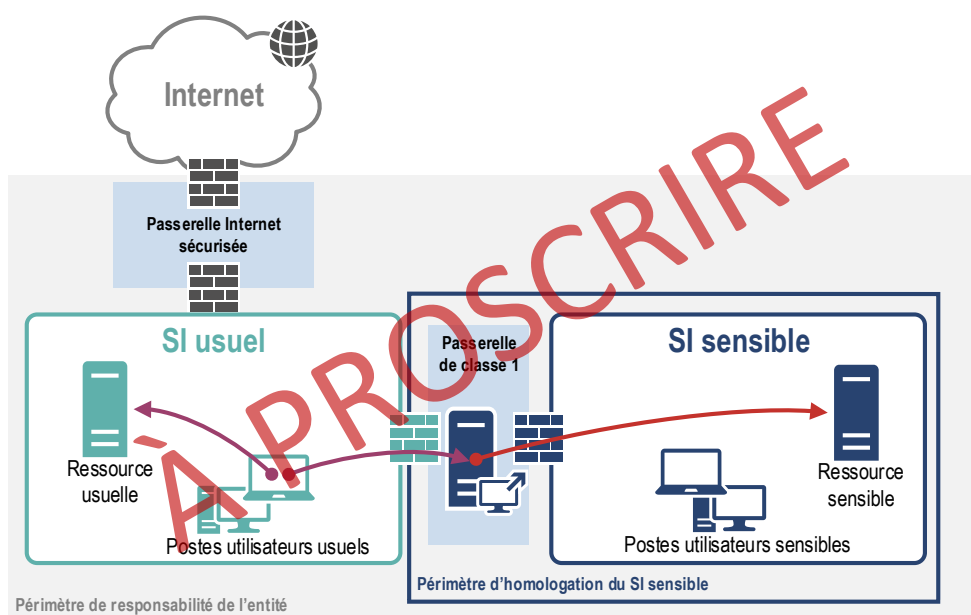 Internet
Passerelle Internet
sécurisée
À PROSCRIRE
SI usuel
Passerelle
de classe 1
SI sensible
Ressource
usuelle
Postes utilisateurs usuels
Postes utilisateurs sensibles
Ressource
sensible
Périmètre d’homologation du SI sensible
Périmètre de responsabilité de l’entité